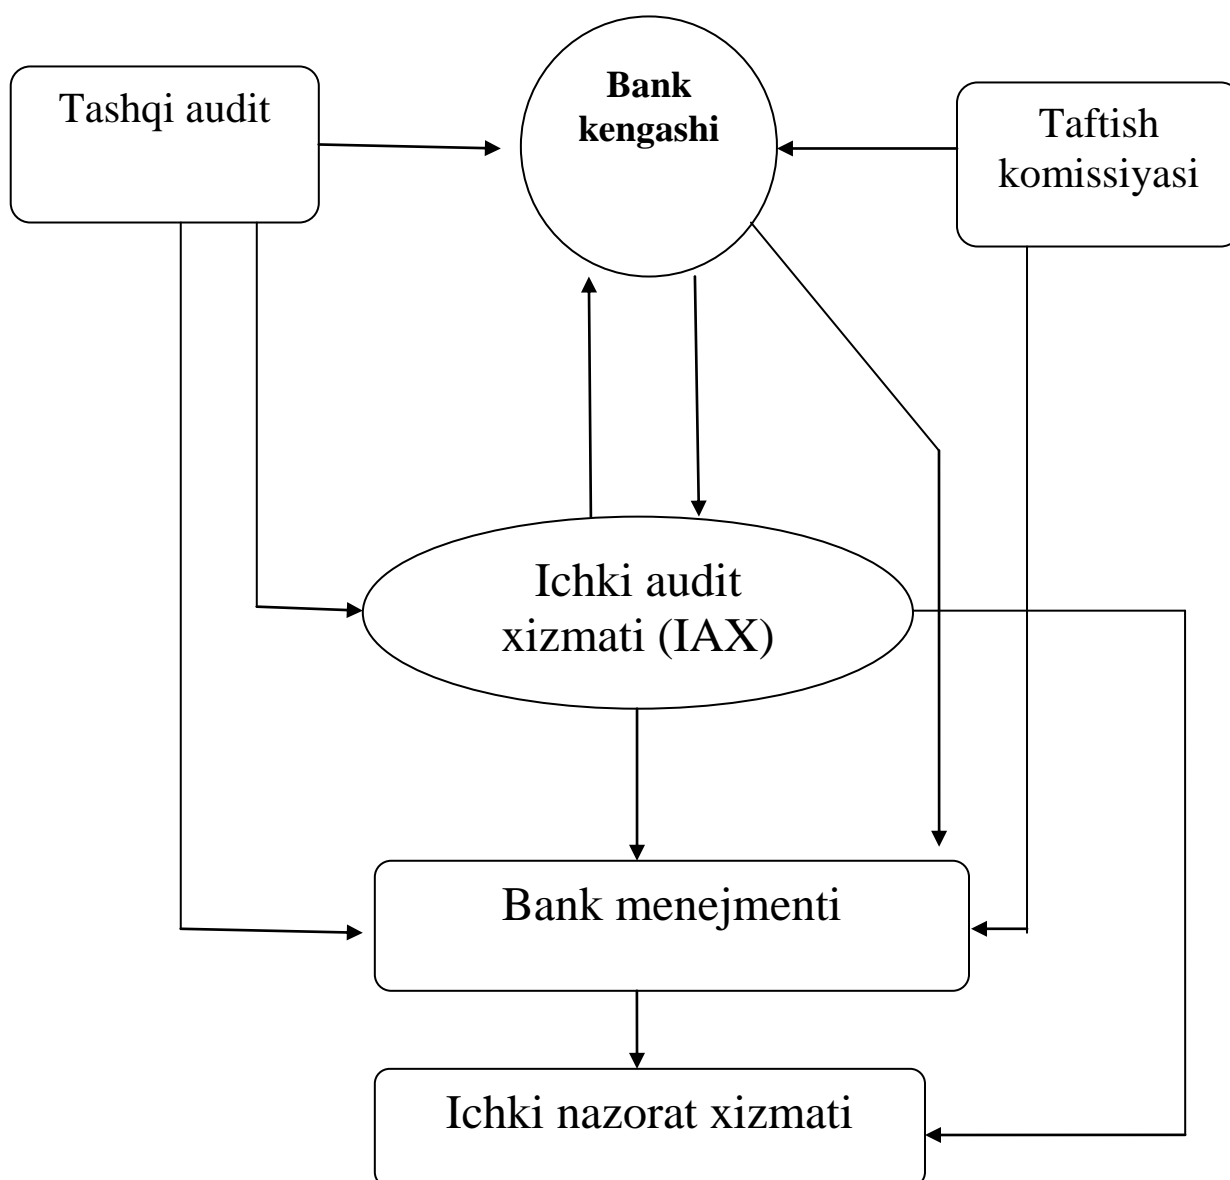 Tashqi audit
Bank
kengashi
Taftish
komissiyasi
Ichki audit
xizmati (IAX)
Bank menejmenti
Ichki nazorat xizmati